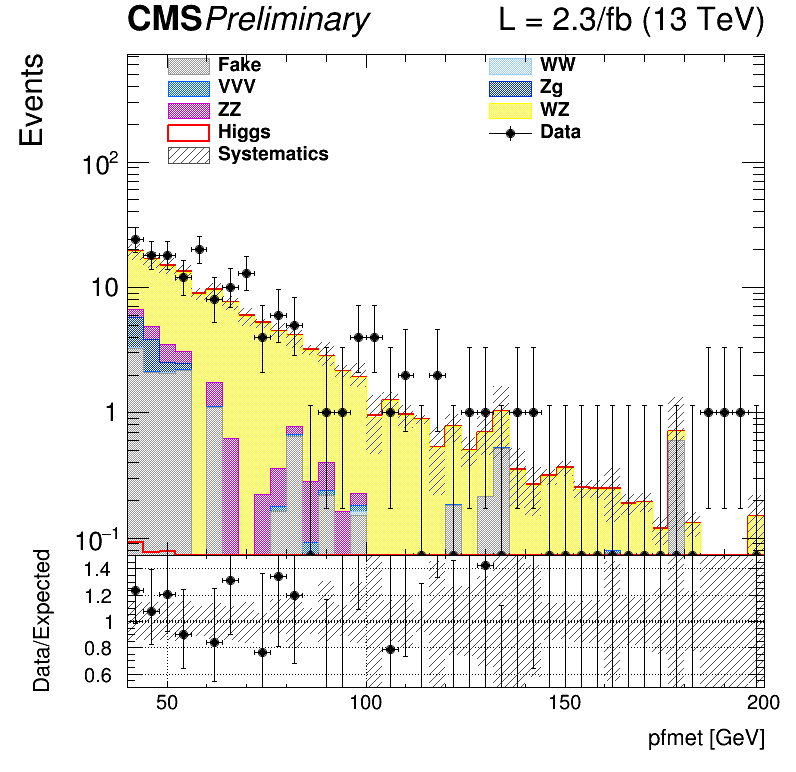 CMS Preliminary L = 2.3/fb (13 TeV)
Events
Fake WW
VVV Zg
ZZ WZ
Higgs Data
Systematics
10²
10
1
10⁻¹
Data/Expected
1.4
1.2
1
0.8
0.6
50 100 150 200
pfmet [GeV]